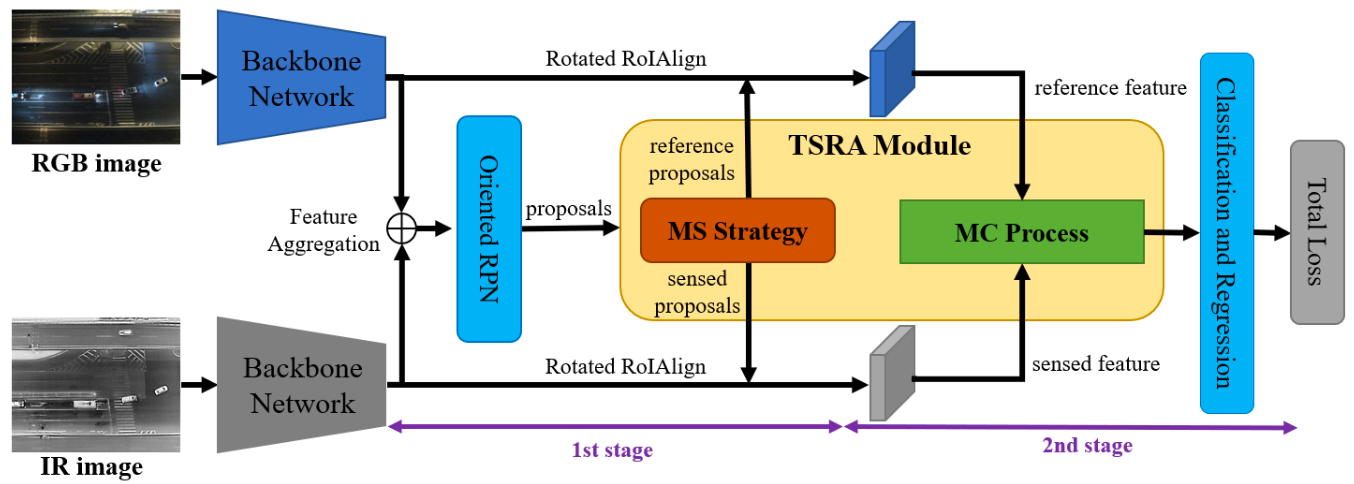 RGB image
Backbone
Network
Rotated RoIAlign
reference feature
Feature
Aggregation
Oriented RPN
proposals
TSRA Module
reference
proposals
MS Strategy
sensed
proposals
MC Process
Classification and Regression
Total Loss
IR image
Backbone
Network
Rotated RoIAlign
sensed feature
1st stage
2nd stage